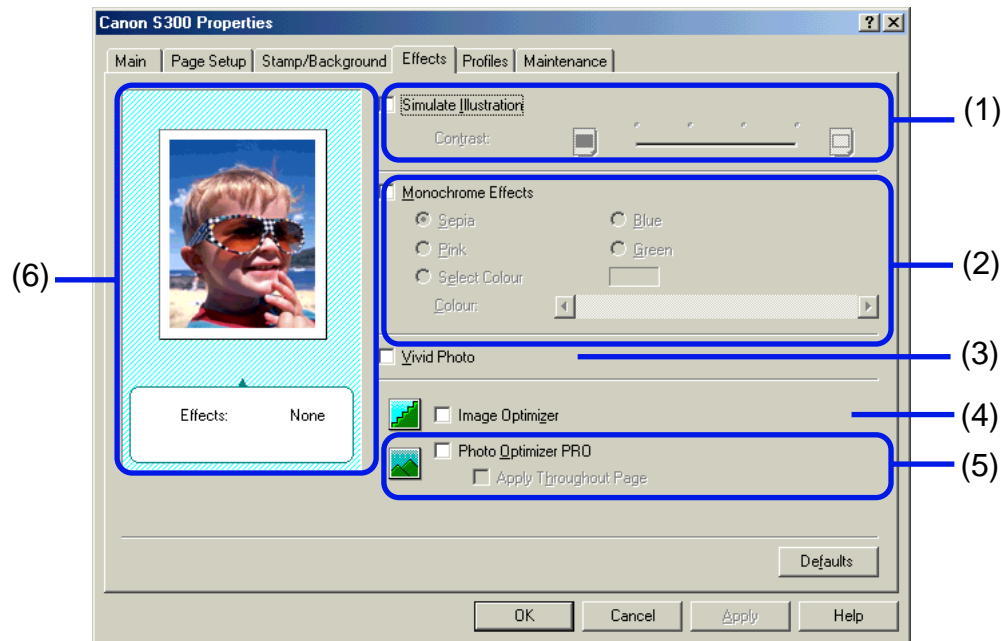 Canon S300 Properties
Main Page Setup Stamp/Background Effects Profiles Maintenance
Simulate Illustration
(1)
Contrast:
Monochrome Effects
Sepia Blue
Pink Green
(2)
(6)
Select Colour
Colour:
Vivid Photo
(3)
Effects: None
Image Optimizer
(4)
Photo Optimizer PRO
(5)
Apply Throughout Page
Defaults
OK Cancel Apply Help